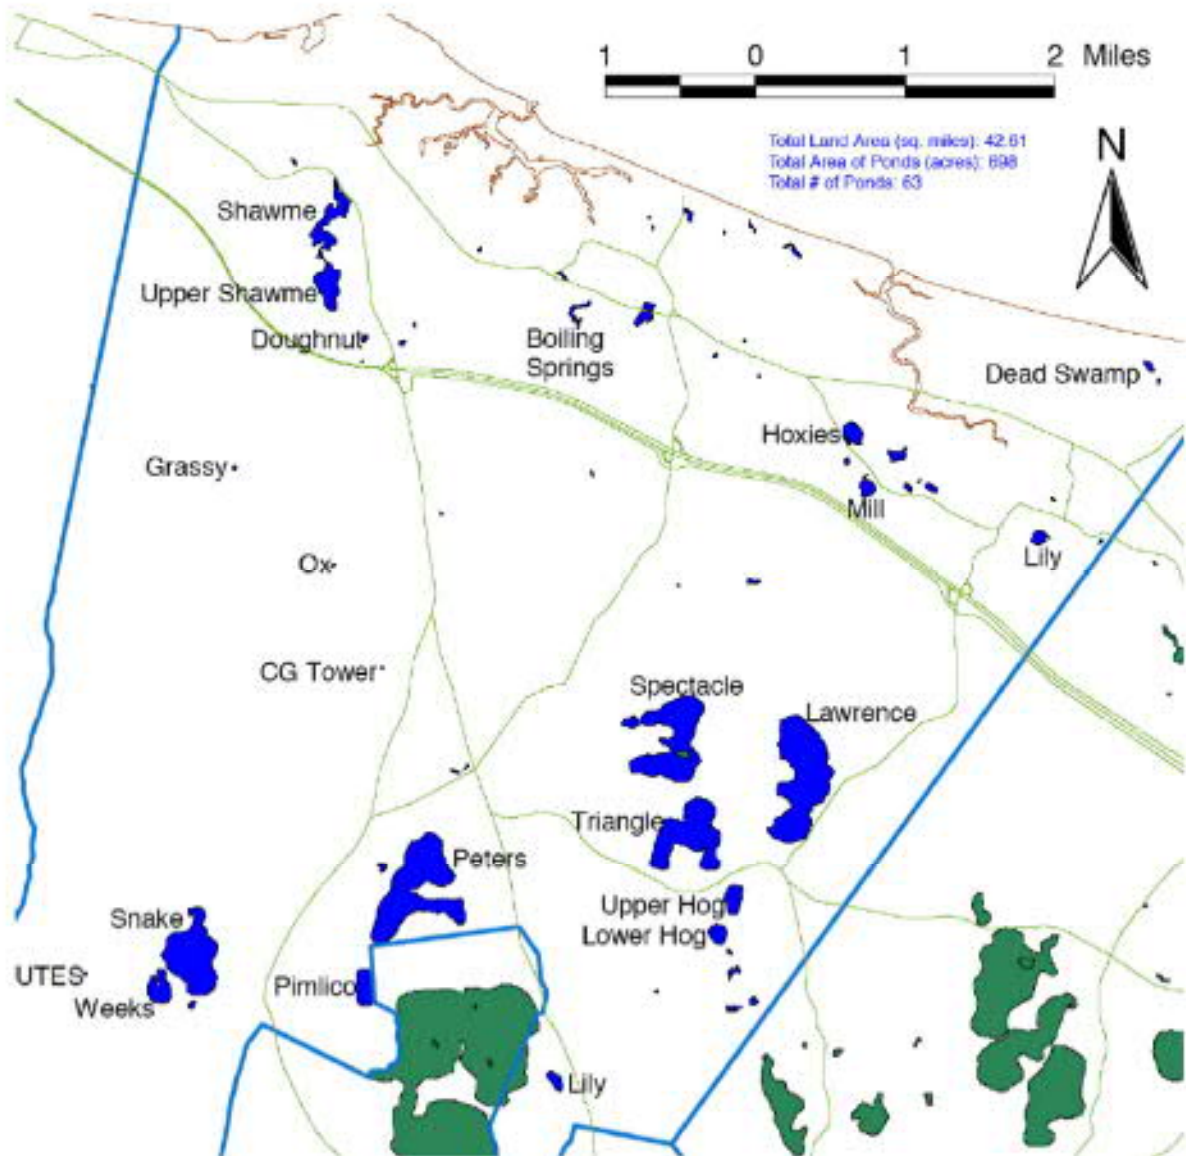 1 0 1 2 Miles
Total Land Area (sq. miles): 42.61
Total Area of Ponds (acres): 698
Total # of Ponds: 63
N
Shawme
Upper Shawme
Doughnut
Boiling
Springs
Dead Swamp
Hoxies
Grassy
Mill
Lily
Ox
CG Tower
Spectacle
Lawrence
Triangle
Peters
Upper Hog
Lower Hog
Snake
UTES
Weeks
Pimlico
Lily